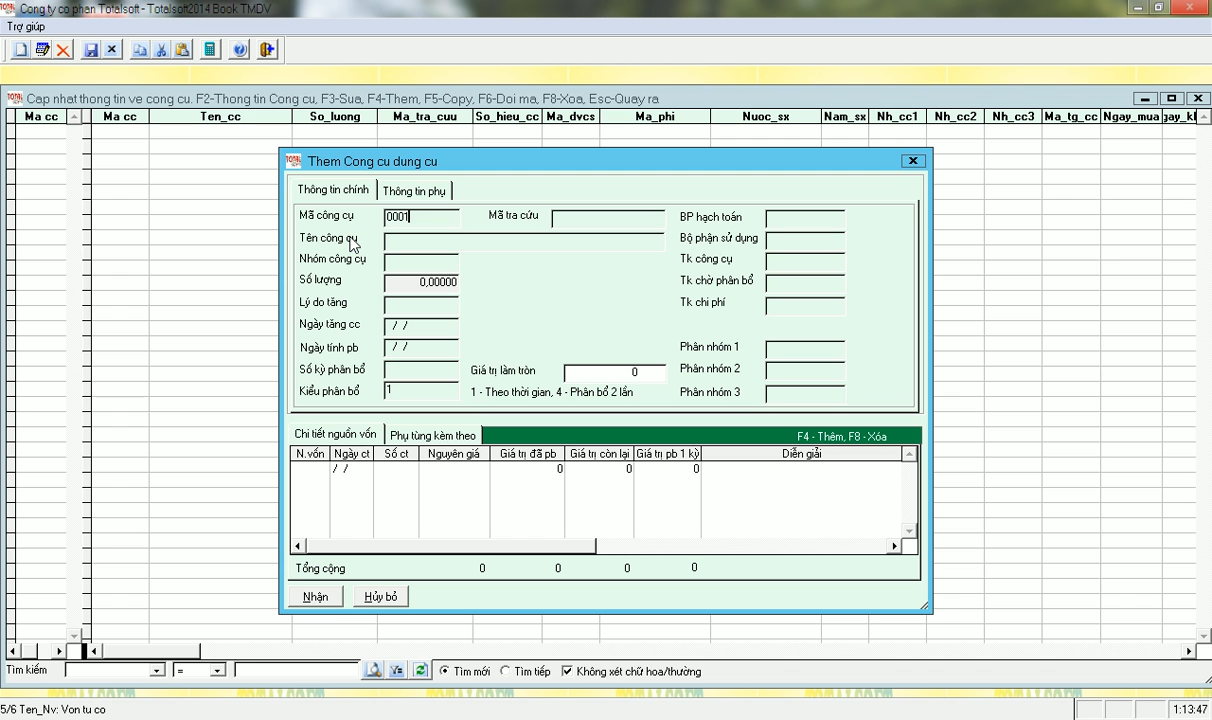 Cong ty co phan Totalsoft - Totalsoft2014 Book TMDV
Trợ giúp
Cap nhat thong tin ve cong cu. F2-Thong tin Cong cu, F3-Sua, F4-Them, F5-Copy, F6-Doi ma, F8-Xoa, Esc-Quay ra
Ma cc Ma cc Ten_cc So_luong Ma_tra_cuu So_hieu_cc Ma_dvcs Ma_phi Nuoc_sx Nam_sx Nh_cc1 Nh_cc2 Nh_cc3 Ma_tg_cc Ngay_mua
Them Cong cu dung cu
Thông tin chính Thông tin phụ
Mã công cụ 0001 Mã tra cứu BP hạch toán
Tên công cụ Bộ phận sử dụng
Nhóm công cụ Tk công cụ
Số lượng 0,00000 Tk chờ phân bổ
Lý do tăng Tk chi phí
Ngày tăng cc / /
Ngày tính pb / / Phân nhóm 1
Số kỳ phân bổ Giá trị làm tròn 0 Phân nhóm 2
Kiểu phân bổ 1 1 - Theo thời gian, 4 - Phân bổ 2 lần Phân nhóm 3
Chi tiết nguồn vốn Phụ tùng kèm theo F4 - Thêm, F8 - Xóa
N.vốn Ngày ct Số ct Nguyên giá Giá trị đã pb Giá trị còn lại Giá trị pb 1 kỳ Diễn giải
/ / 0 0 0
Tổng cộng 0 0 0 0
Nhận Hủy bỏ
Tìm kiếm = Tìm mới Tìm tiếp Không xét chữ hoa/thường
5/6 Ten_Nv: Von tu co 1:13:47